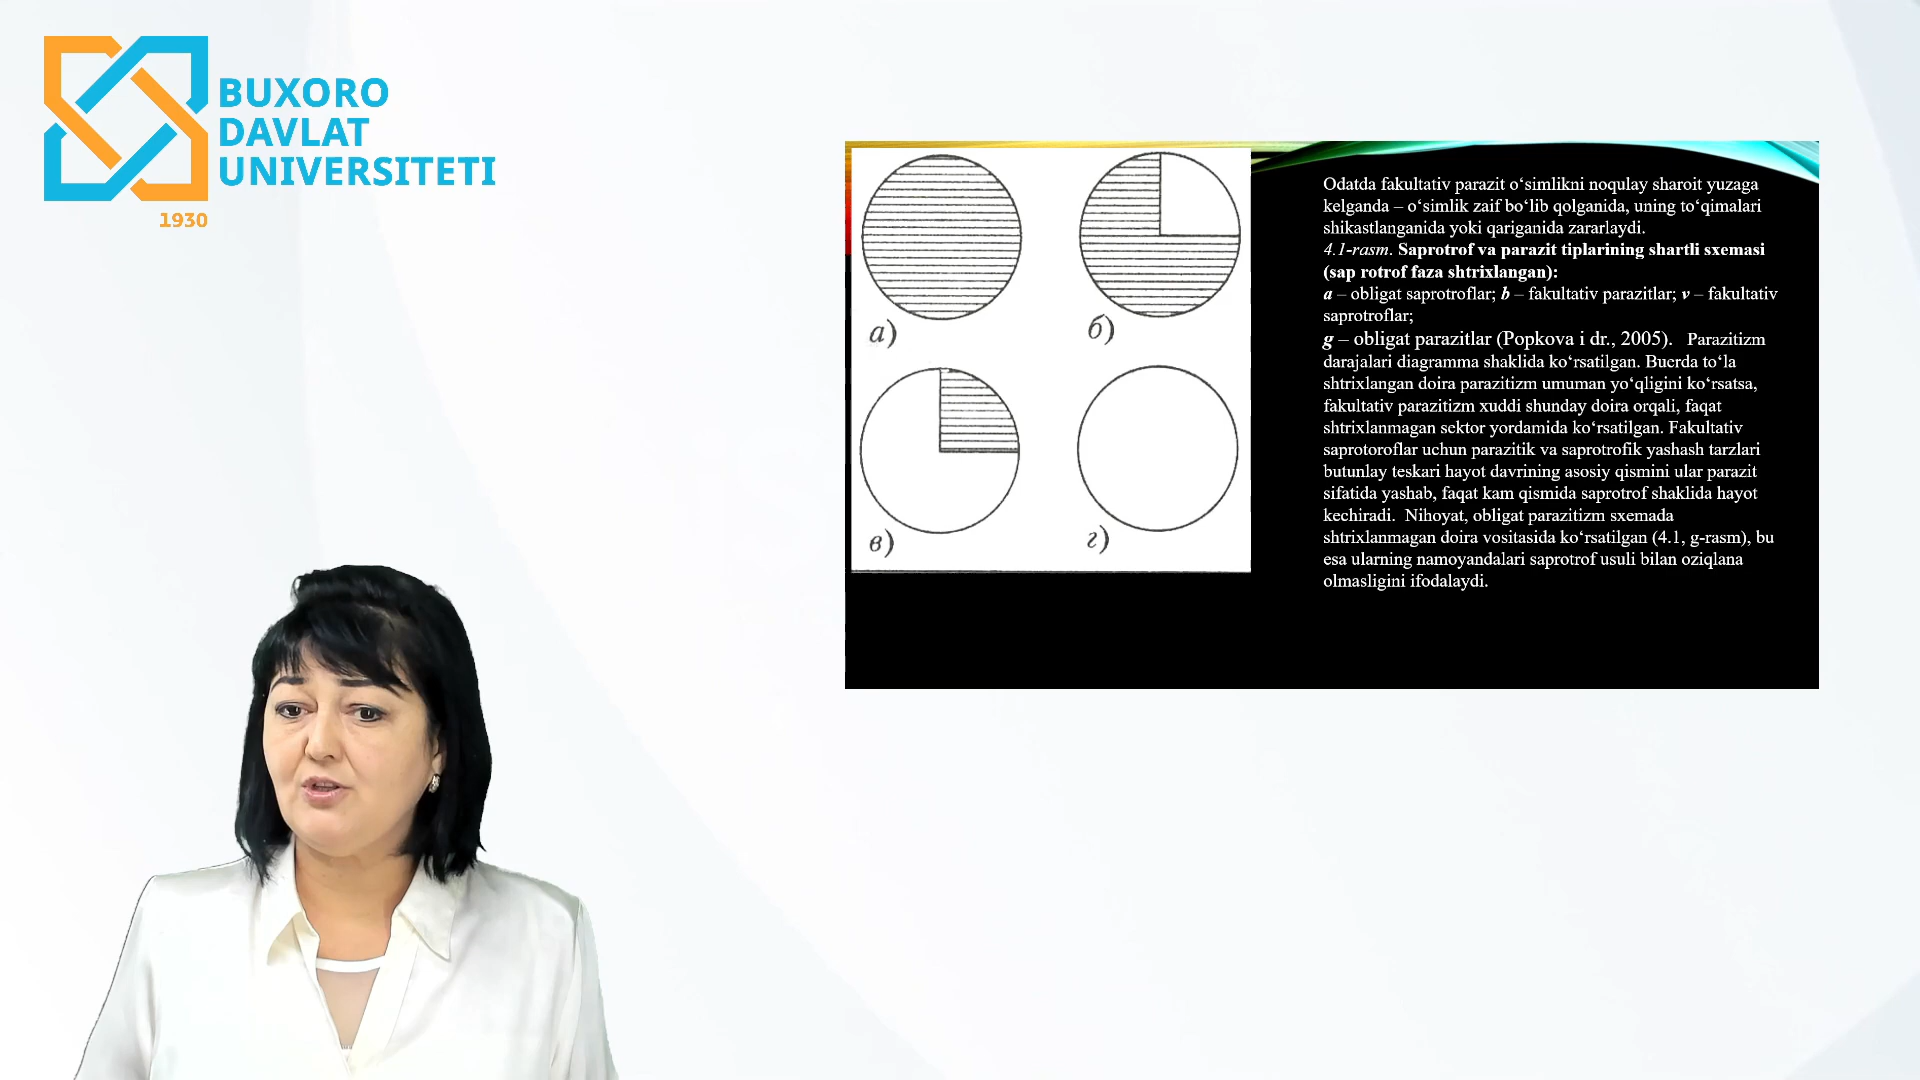 BUXORO
DAVLAT
UNIVERSITETI
1930
а)
б)
в)
г)
Odatda fakultativ parazit o‘simlikni noqulay sharoit yuzaga
kelganda – o‘simlik zaif bo‘lib qolganida, uning to‘qimalari
shikastlanganida yoki qariganida zararlaydi.
4.1-rasm. Saprotrof va parazit tiplarining shartli sxemasi
(sap rotrof faza shtrixlangan):
a – obligat saprotroflar; b – fakultativ parazitlar; v – fakultativ
saprotroflar;
g – obligat parazitlar (Popkova i dr., 2005). Parazitizm
darajalari diagramma shaklida ko‘rsatilgan. Bucrda to‘la
shtrixlangan doira parazitizm umuman yo‘qligini ko‘rsatsa,
fakultativ parazitizm xuddi shunday doira orqali, faqat
shtrixlanmagan sektor yordamida ko‘rsatilgan. Fakultativ
saprotoroflar uchun parazitik va saprotrofik yashash tarzlari
butunlay teskari hayot davrining asosiy qismini ular parazit
sifatida yashab, faqat kam qismida saprotrof shaklida hayot
kechiradi. Nihoyat, obligat parazitizm sxemada
shtrixlanmagan doira vositasida ko‘rsatilgan (4.1, g-rasm), bu
esa ularning namoyandalari saprotrof usuli bilan oziqlana
olmasligini ifodalaydi.